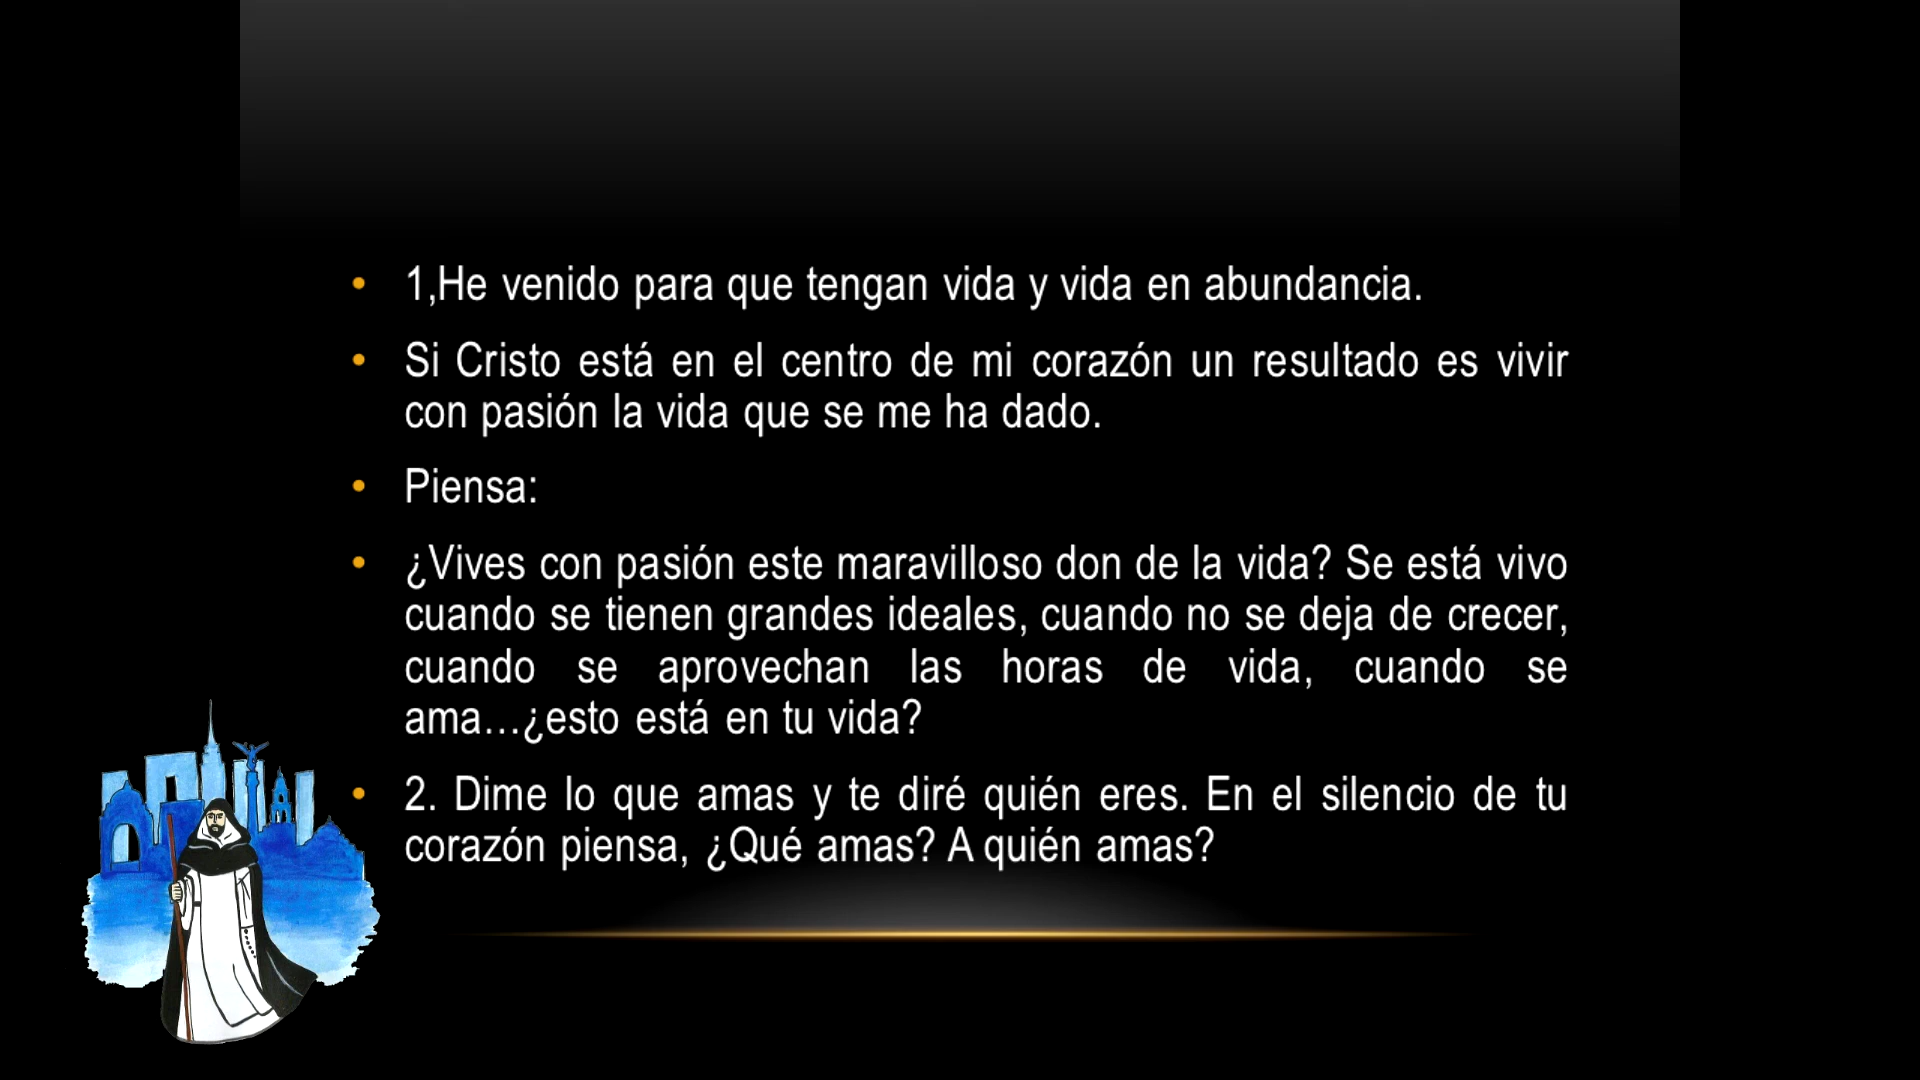 • 1,He venido para que tengan vida y vida en abundancia.
• Si Cristo está en el centro de mi corazón un resultado es vivir
con pasión la vida que se me ha dado.
• Piensa:
• ¿Vives con pasión este maravilloso don de la vida? Se está vivo
cuando se tienen grandes ideales, cuando no se deja de crecer,
cuando se aprovechan las horas de vida, cuando se
ama…¿esto está en tu vida?
• 2. Dime lo que amas y te diré quién eres. En el silencio de tu
corazón piensa, ¿Qué amas? A quién amas?